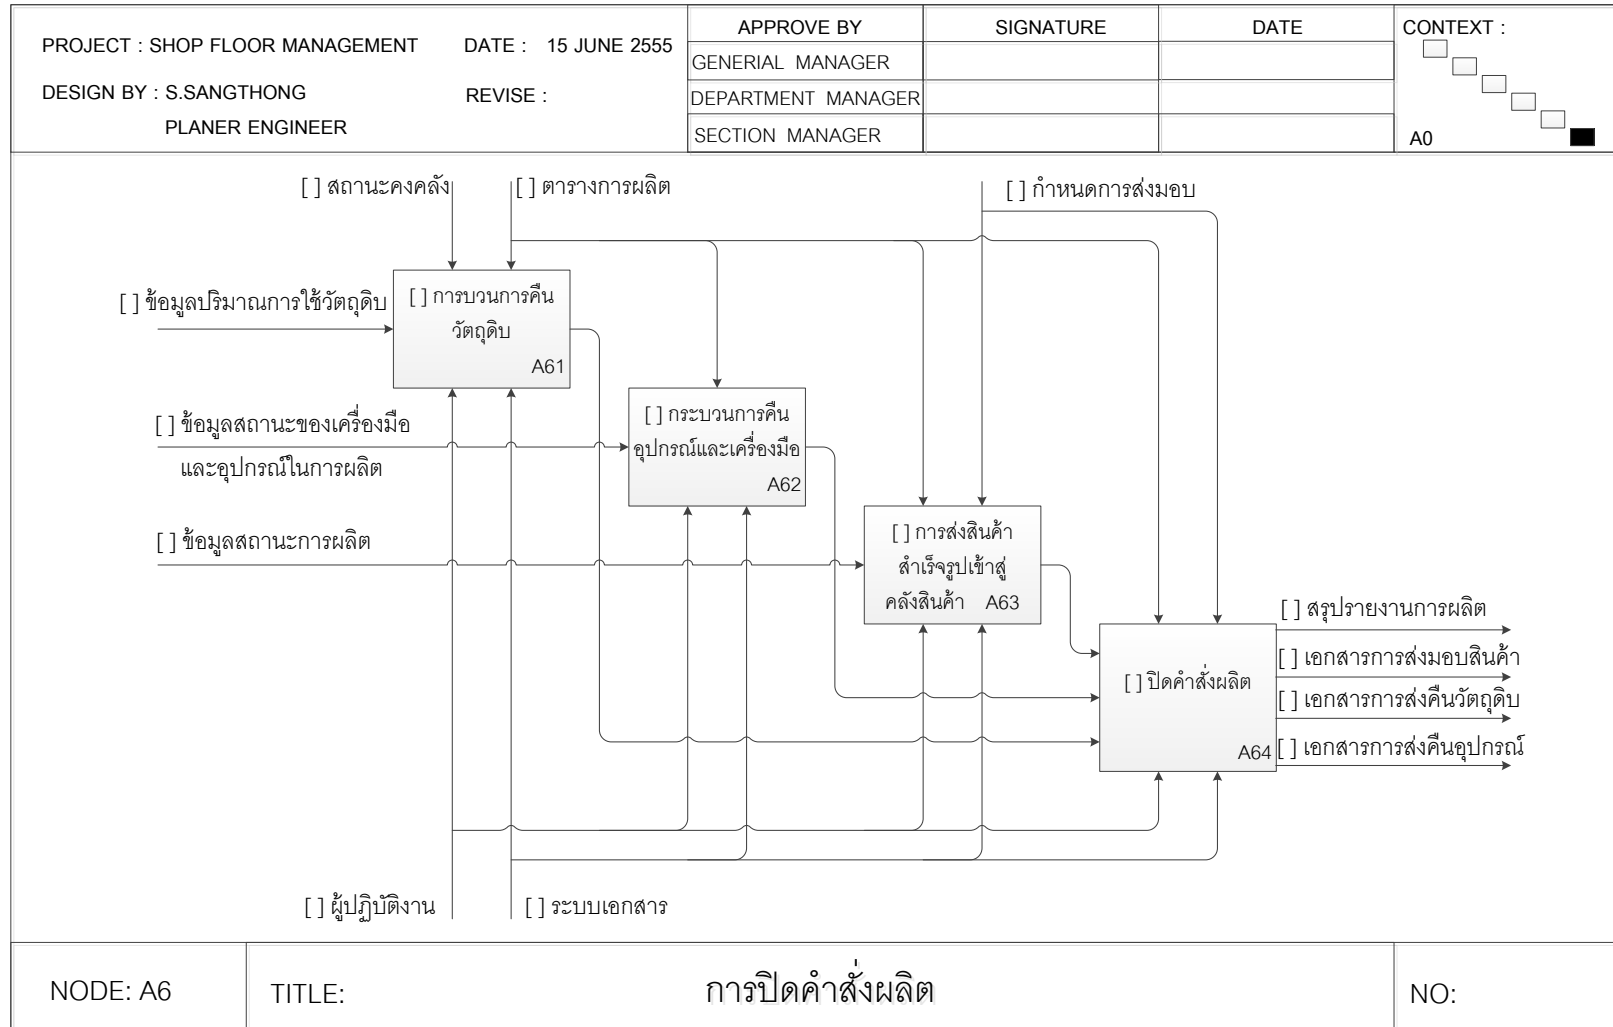 PROJECT : SHOP FLOOR MANAGEMENT
DATE : 15 JUNE 2555
DESIGN BY : S.SANGTHONG
REVISE :
PLANER ENGINEER
APPROVE BY
SIGNATURE
DATE
GENERIAL MANAGER
DEPARTMENT MANAGER
SECTION MANAGER
CONTEXT :
A0
[ ] สถานะคงคลัง
[ ] ตารางการผลิต
[ ] กำหนดการส่งมอบ
[ ] ข้อมูลปริมาณการใช้วัตถุดิบ
[ ] การบวนการคืน
วัตถุดิบ
A61
[ ] ข้อมูลสถานะของเครื่องมือ
และอุปกรณ์ในการผลิต
[ ] กระบวนการคืน
อุปกรณ์และเครื่องมือ
A62
[ ] ข้อมูลสถานะการผลิต
[ ] การส่งสินค้า
สำเร็จรูปเข้าสู่
คลังสินค้า A63
[ ] ปิดคำสั่งผลิต
A64
[ ] สรุปรายงานการผลิต
[ ] เอกสารการส่งมอบสินค้า
[ ] เอกสารการส่งคืนวัตถุดิบ
[ ] เอกสารการส่งคืนอุปกรณ์
[ ] ผู้ปฏิบัติงาน
[ ] ระบบเอกสาร
NODE: A6
TITLE:
การปิดคำสั่งผลิต
NO: